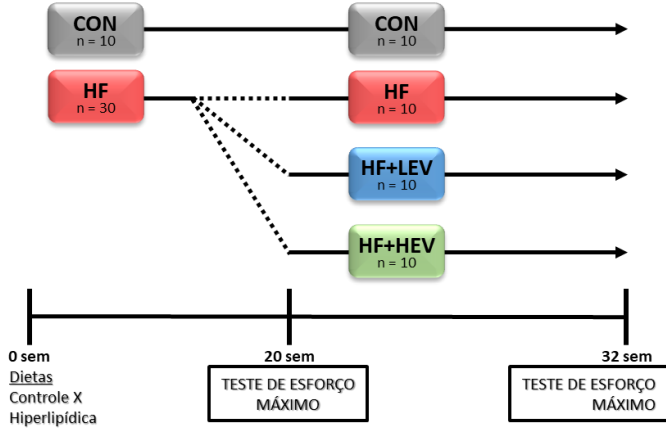 CON
n = 10
CON
n = 10
HF
n = 30
HF
n = 10
HF+LEV
n = 10
HF+HEV
n = 10
0 sem
20 sem
32 sem
Dietas
Controle X
Hiperlipídica
TESTE DE ESFORÇO
MÁXIMO
TESTE DE ESFORÇO
MÁXIMO